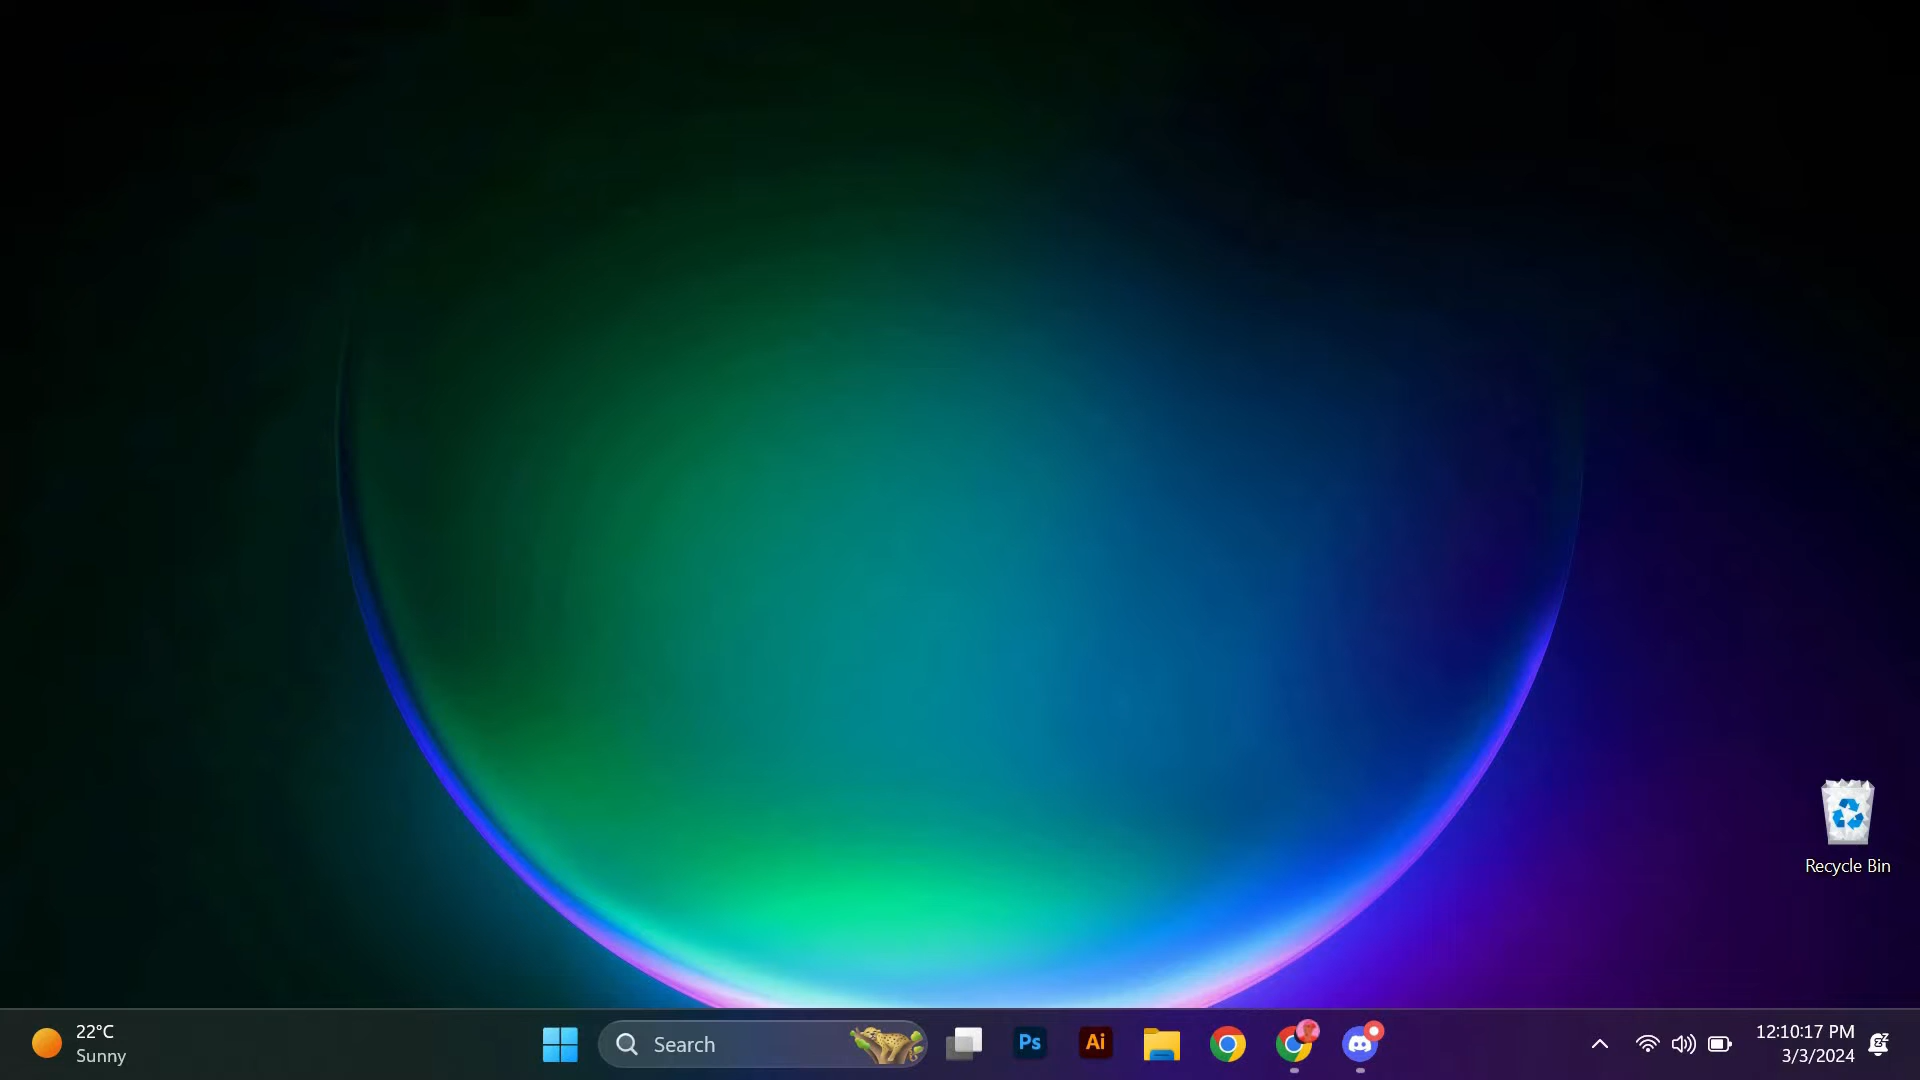 Recycle Bin
22°C
Sunny
Search
Ps
Ai
12:10:17 PM
3/3/2024